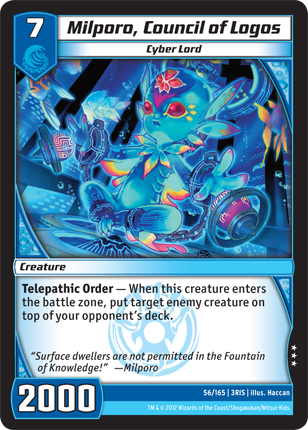 7
Milporo, Council of Logos
Cyber Lord
Creature
Telepathic Order — When this creature enters
the battle zone, put target enemy creature on
top of your opponent's deck.
"Surface dwellers are not permitted in the Fountain
of Knowledge!" —Milporo
2000
56/165 | 3RIS | illus. Haccan
TM & © 2012 Wizards of the Coast/Shogakukan/Mitsui-Kids.